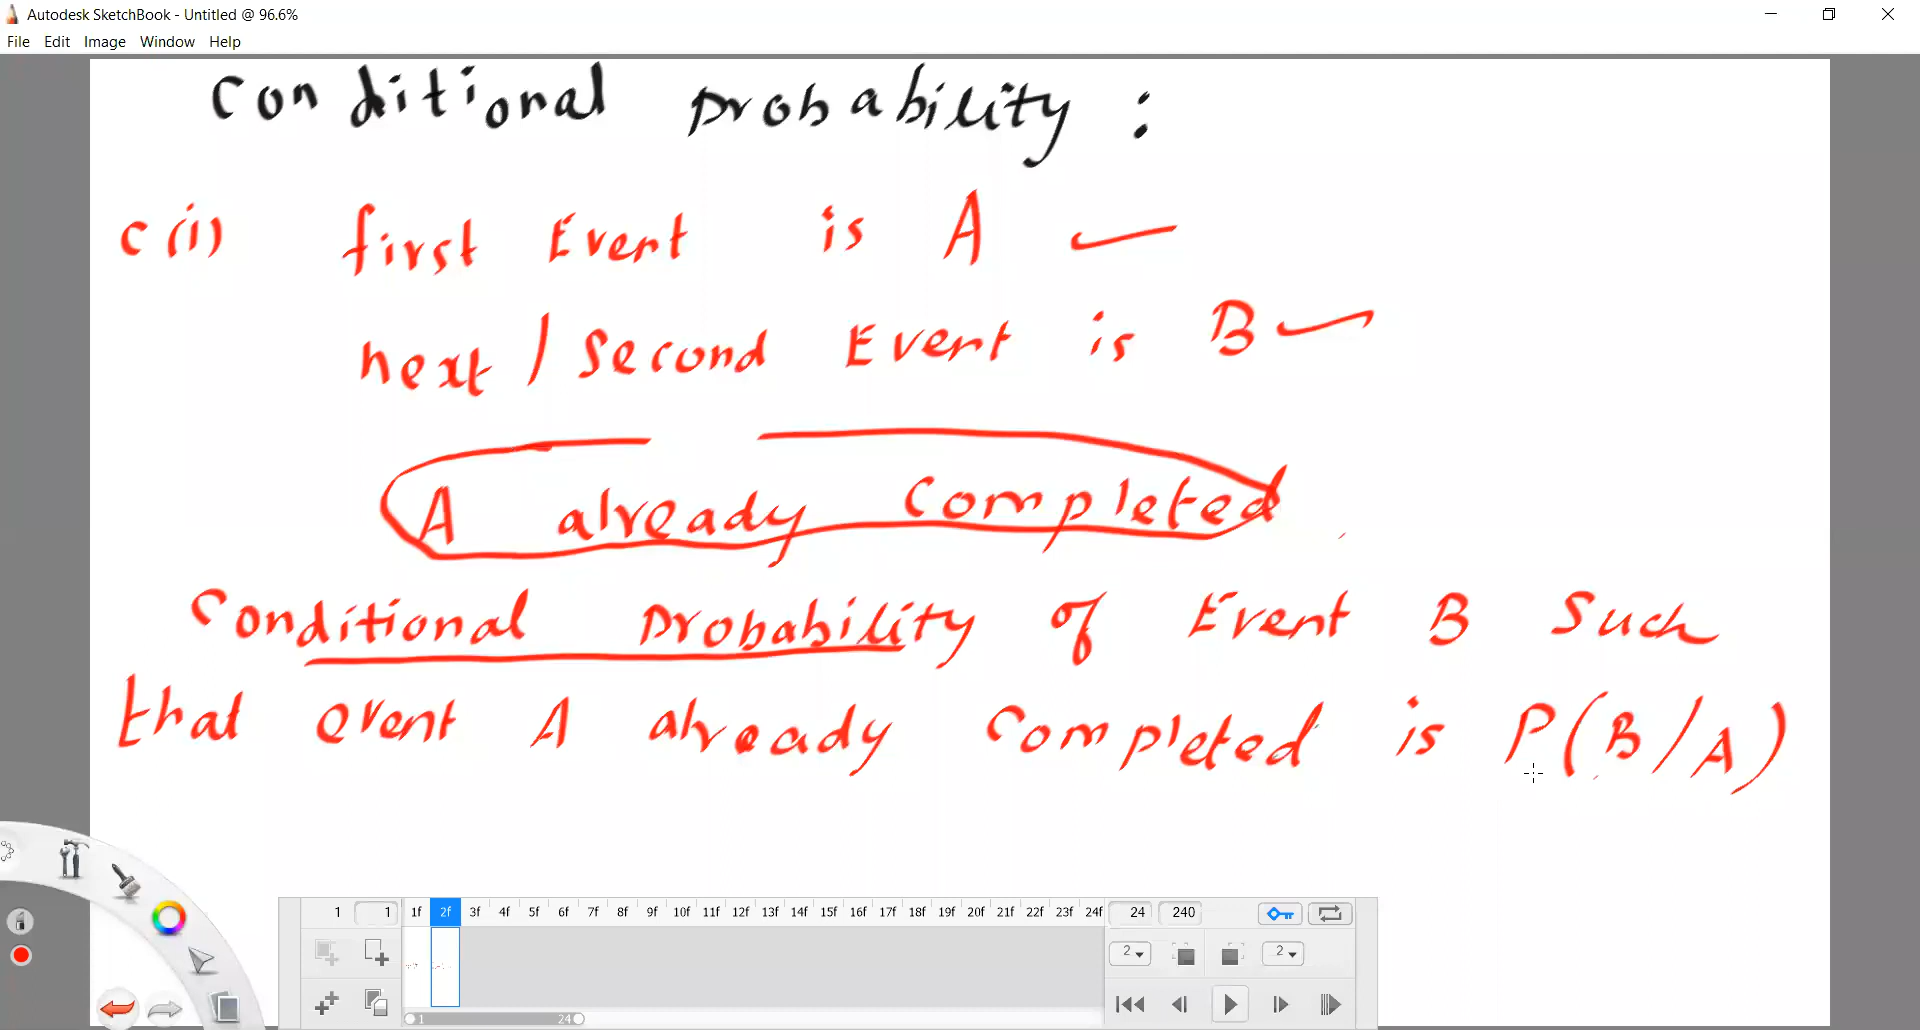 Autodesk SketchBook - Untitled @ 96.6%
File Edit Image Window Help
Conditional probability :
c(i) first Event is A
next / Second Event is B
A already completed
Conditional probability of Event B Such
that event A already completed is P(B/A)
1 1 1f 2f 3f 4f 5f 6f 7f 8f 9f 10f 11f 12f 13f 14f 15f 16f 17f 18f 19f 20f 21f 22f 23f 24f 24 240
2 2
1 24